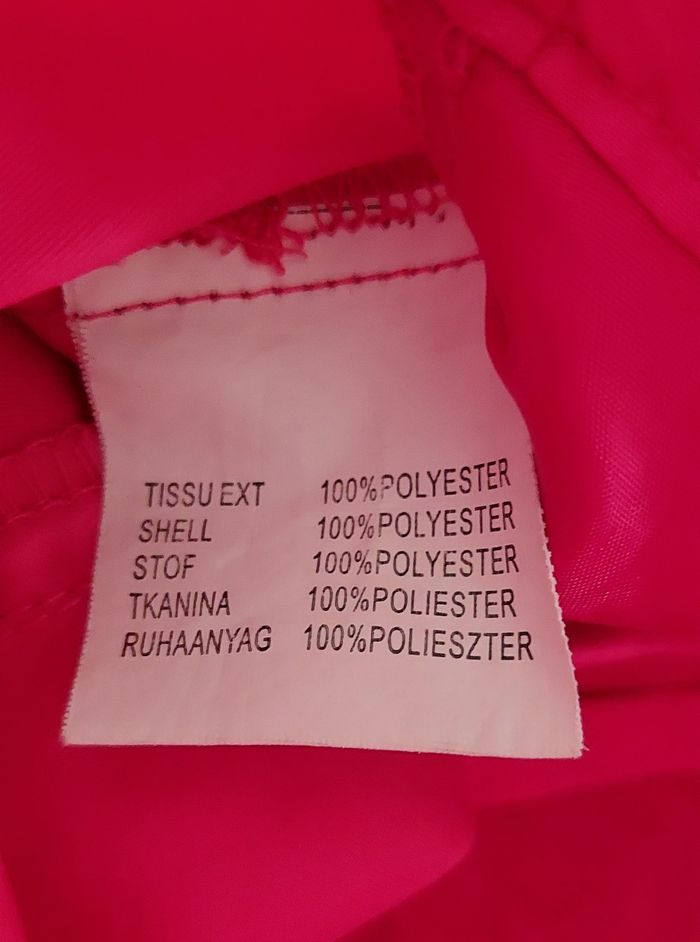 TISSU EXT 100%POLYESTER
SHELL 100%POLYESTER
STOF 100%POLYESTER
TKANINA 100%POLIESTER
RUHAANYAG 100%POLIESZTER